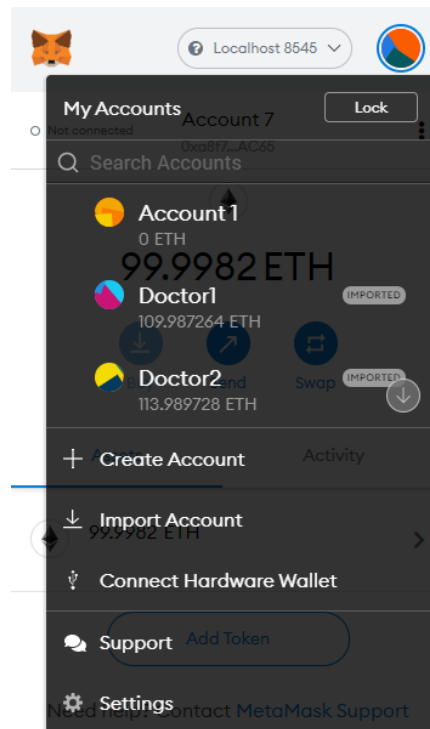 Localhost 8545
My Accounts
Lock
Not connected
Account 7
0xa8f7...AC65
Search Accounts
Account 1
0 ETH
99.9982 ETH
Doctor1
IMPORTED
109.987264 ETH
Doctor2
IMPORTED
Send
Swap
113.989728 ETH
Create Account
Activity
Import Account
99.9982 ETH
Connect Hardware Wallet
Support
Add Token
Settings
Need help? Contact MetaMask Support